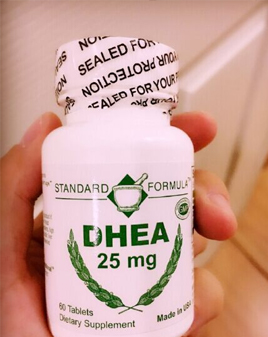 SEALED FOR
YOUR PROTECTION
SEALED FOR YOUR
STANDARD FORMULA
DHEA
25 mg
60 Tablets
Dietary Supplement
Made in USA